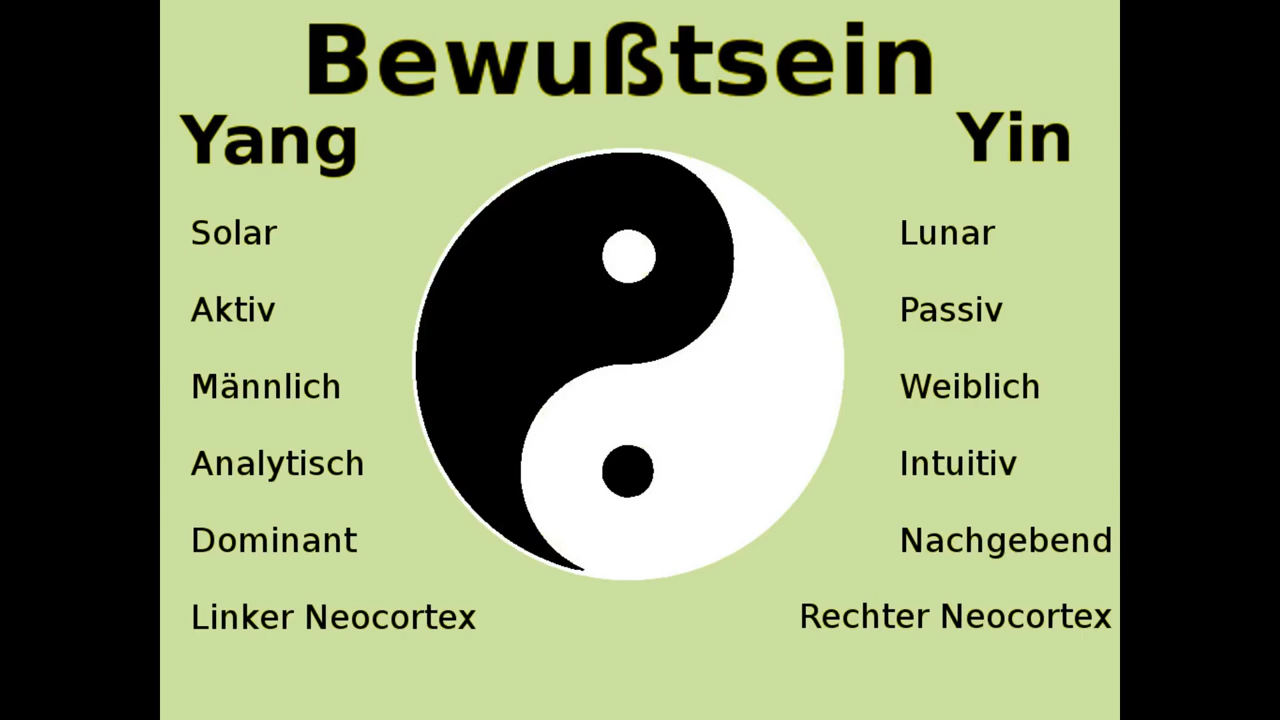 Bewußtsein
Yang
Yin
Solar
Lunar
Aktiv
Passiv
Männlich
Weiblich
Analytisch
Intuitiv
Dominant
Nachgebend
Linker Neocortex
Rechter Neocortex